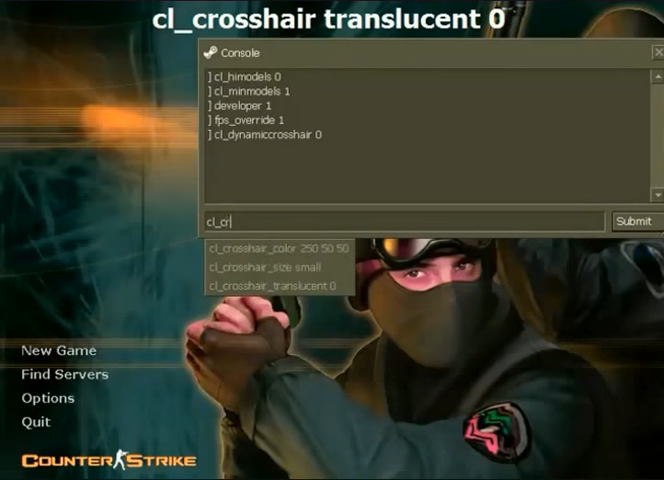 cl_crosshair translucent 0
Console
] cl_himodels 0
] cl_minmodels 1
] developer 1
] fps_override 1
] cl_dynamiccrosshair 0
cl_cr
Submit
cl_crosshair_color 250 50 50
cl_crosshair_size small
cl_crosshair_translucent 0
New Game
Find Servers
Options
Quit
COUNTER STRIKE